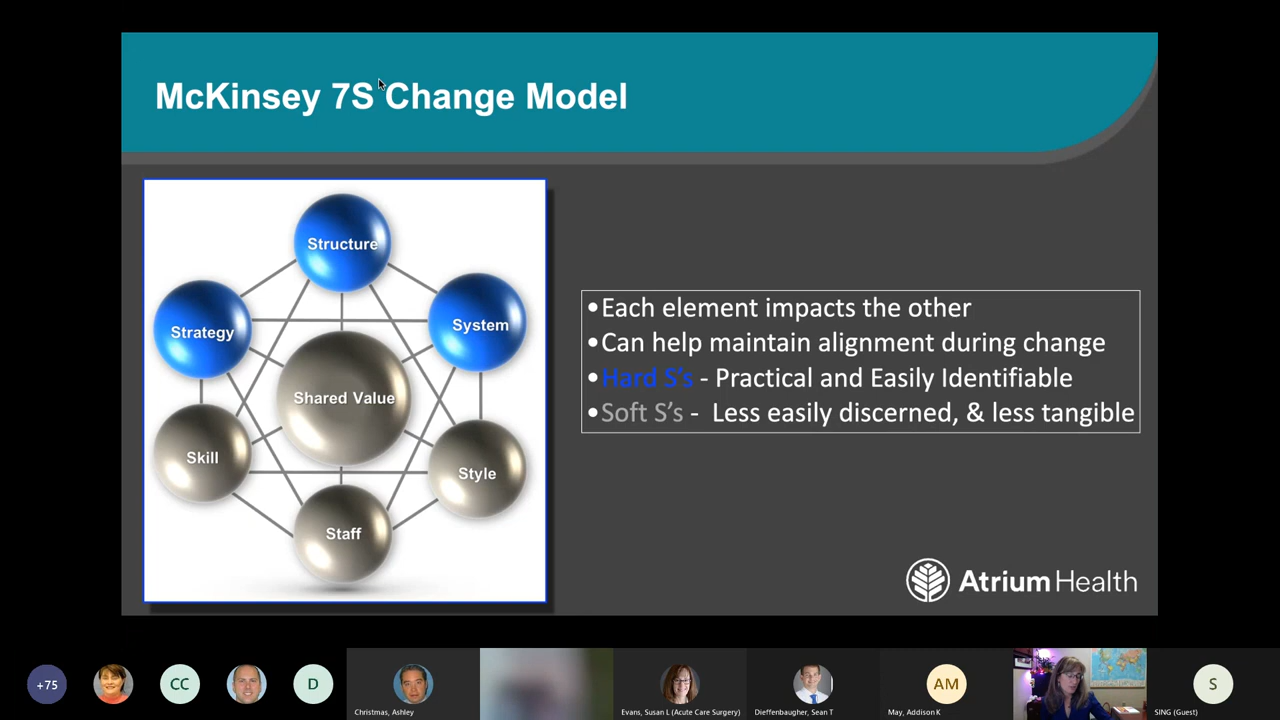 McKinsey 7S Change Model
Structure
Strategy
System
Shared Value
Skill
Style
Staff
•Each element impacts the other
•Can help maintain alignment during change
•Hard S’s - Practical and Easily Identifiable
•Soft S’s - Less easily discerned, & less tangible
Atrium Health
+75
CC
D
AM
S
Christmas, Ashley
Evans, Susan L (Acute Care Surgery)
Dieffenbaugher, Sean T
May, Addison K
SING (Guest)